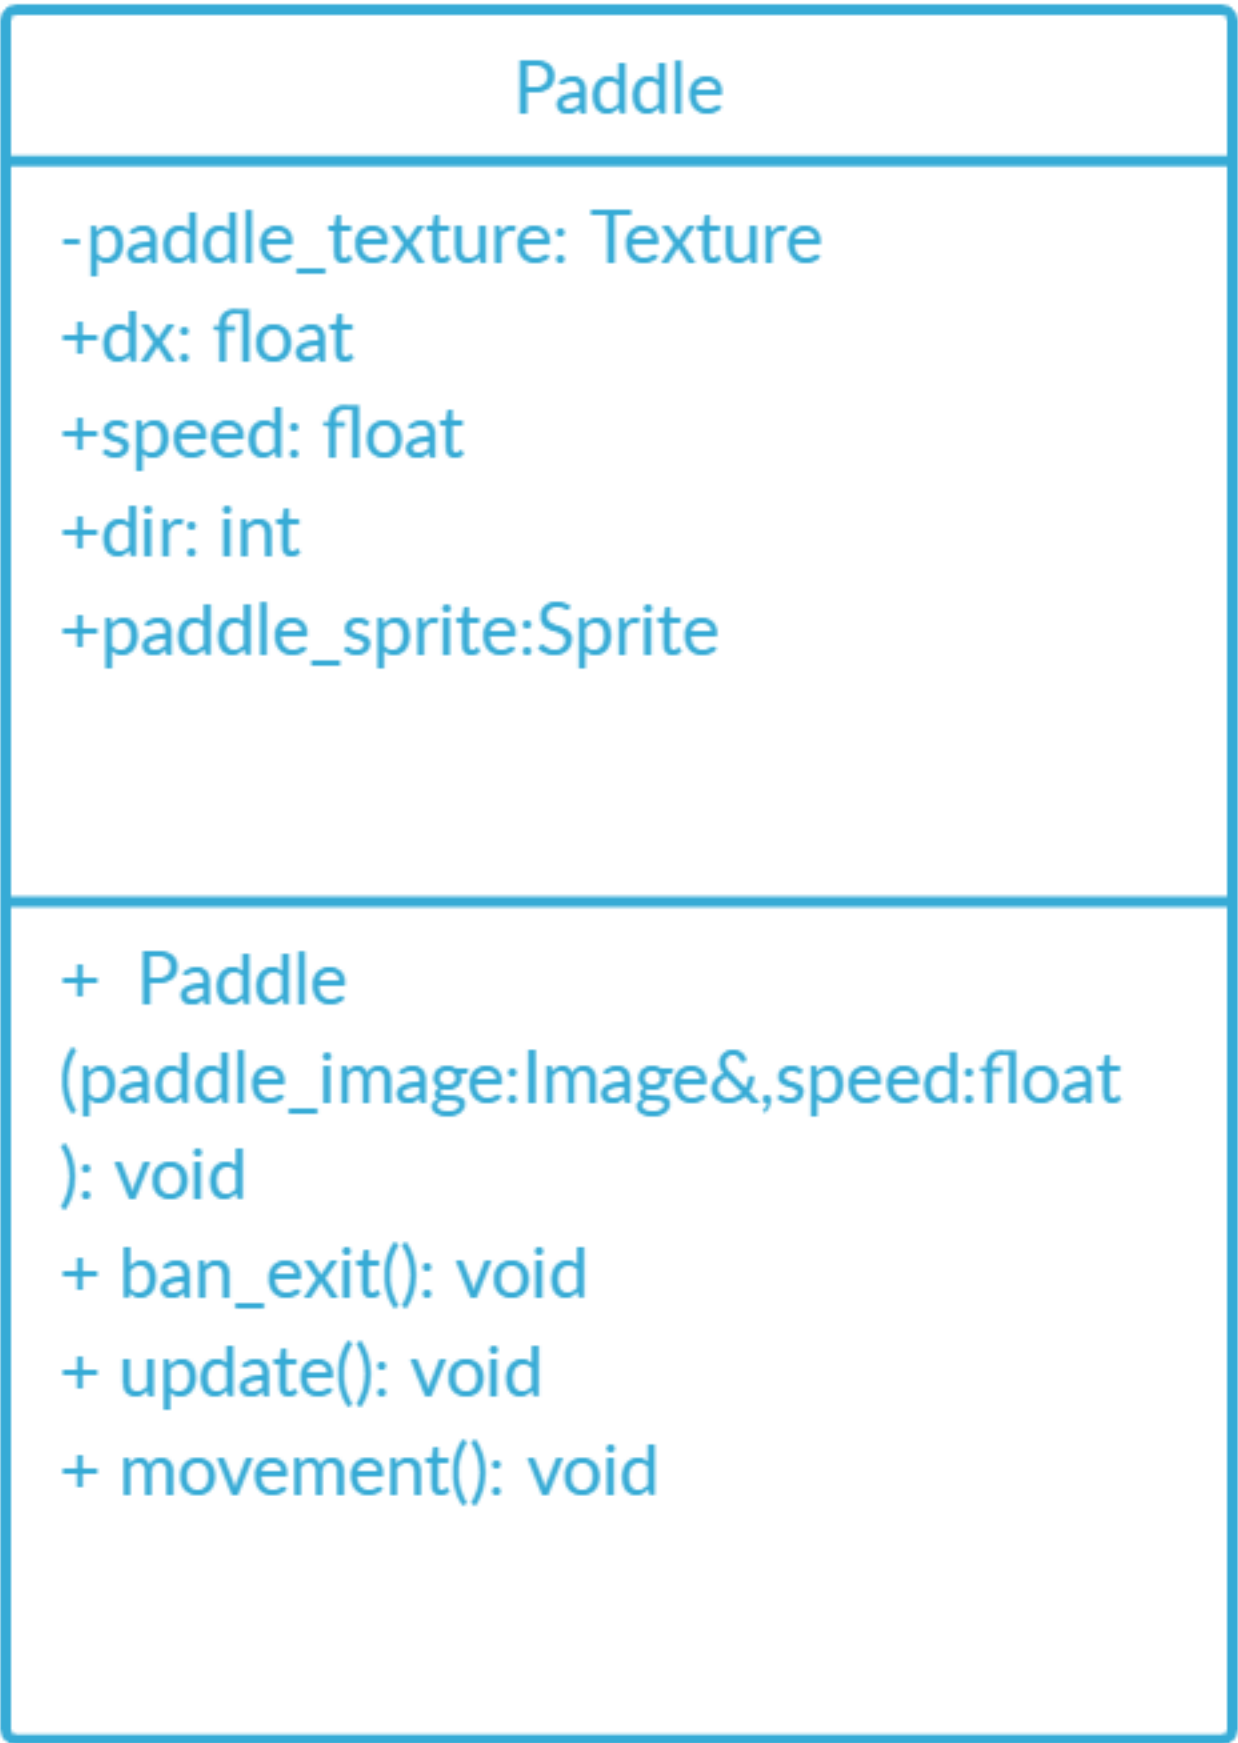 Paddle
-paddle_texture: Texture
+dx: float
+speed: float
+dir: int
+paddle_sprite:Sprite
+ Paddle
(paddle_image:Image&,speed:float
): void
+ ban_exit(): void
+ update(): void
+ movement(): void